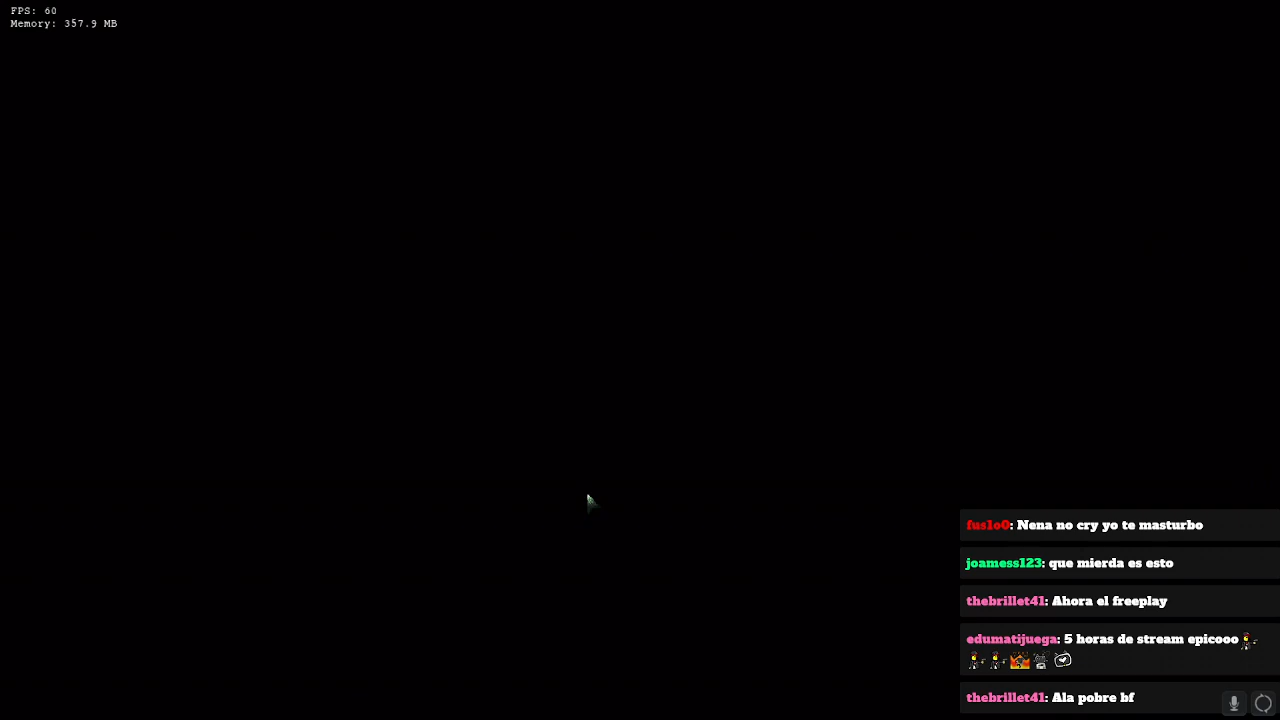 FPS: 60
Memory: 357.9 MB
fus1o0: Nena no cry yo te masturbo
joamess123: que mierda es esto
thebrillet41: Ahora el freeplay
edumatijuega: 5 horas de stream epicooo
thebrillet41: Ala pobre bf